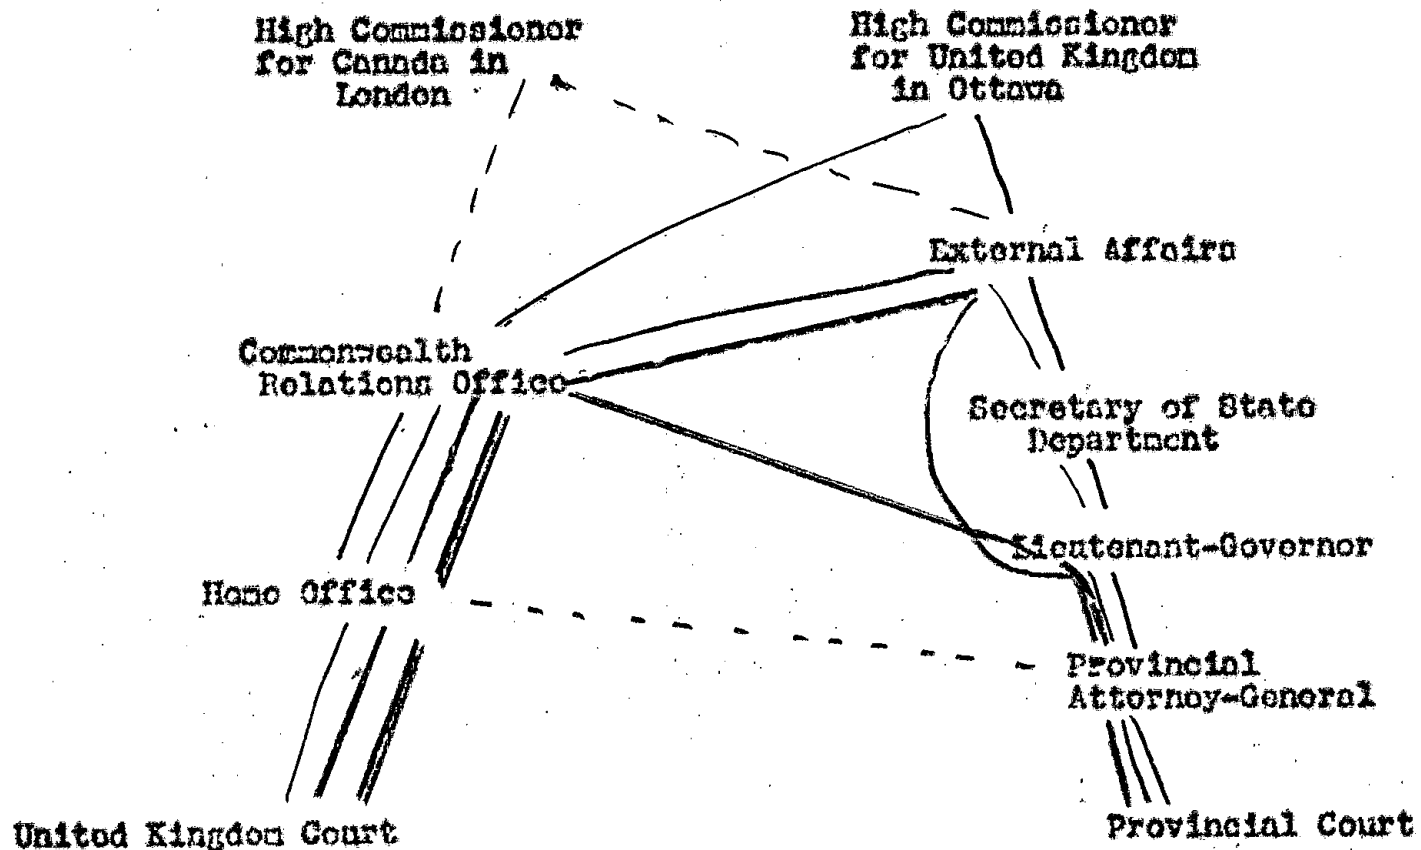 High Commissioner
for Canada in
London
High Commissioner
for United Kingdom
in Ottawa
External Affairs
Commonwealth
Relations Office
Secretary of State
Department
Lieutenant-Governor
Home Office
Provincial
Attorney-General
United Kingdom Court
Provincial Court